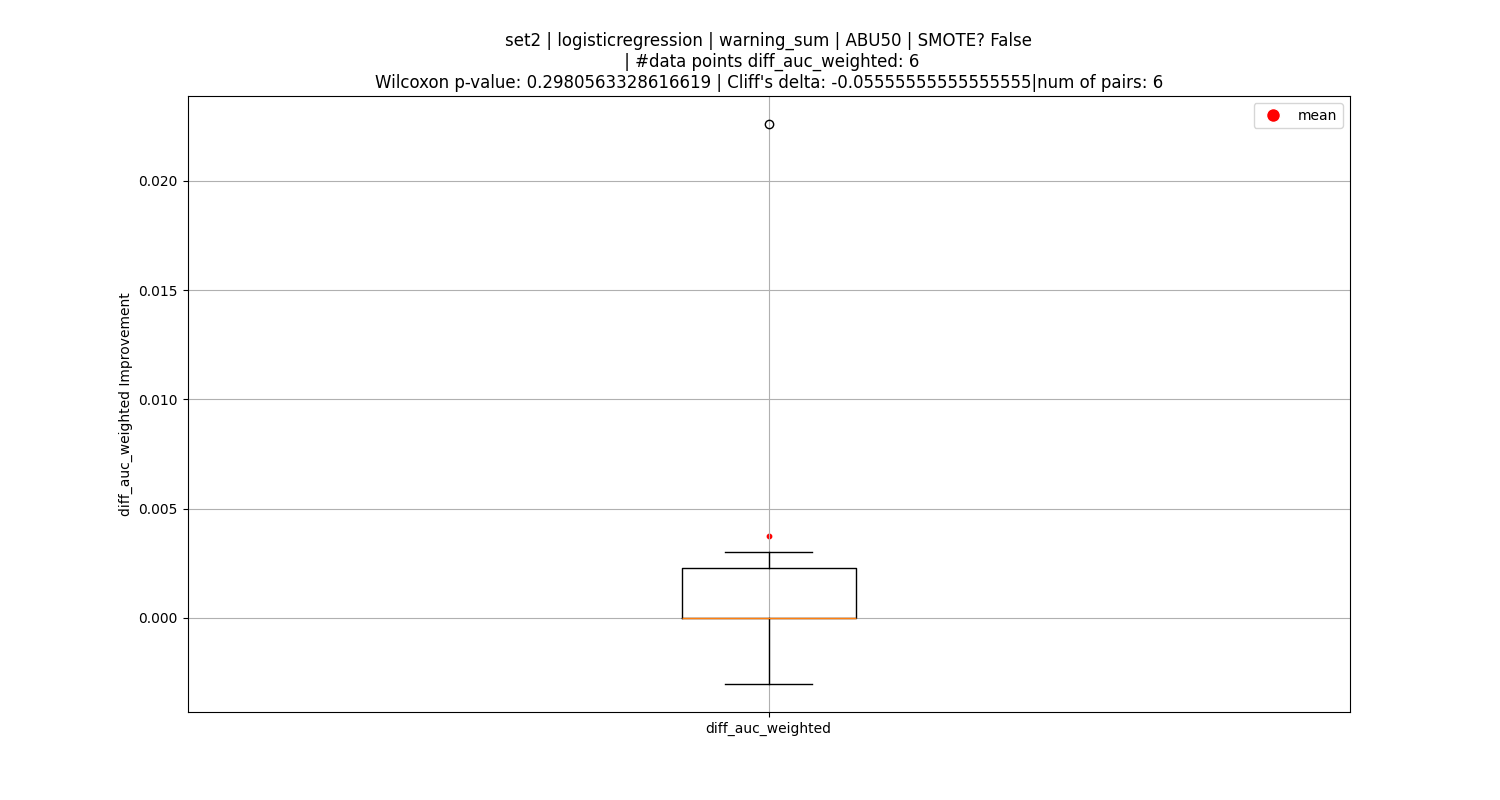 set2 | logisticregression | warning_sum | ABU50 | SMOTE? False
| #data points diff_auc_weighted: 6
Wilcoxon p-value: 0.2980563328616619 | Cliff's delta: -0.05555555555555555|num of pairs: 6
mean
0.020
0.015
0.010
0.005
0.000
diff_auc_weighted Improvement
diff_auc_weighted